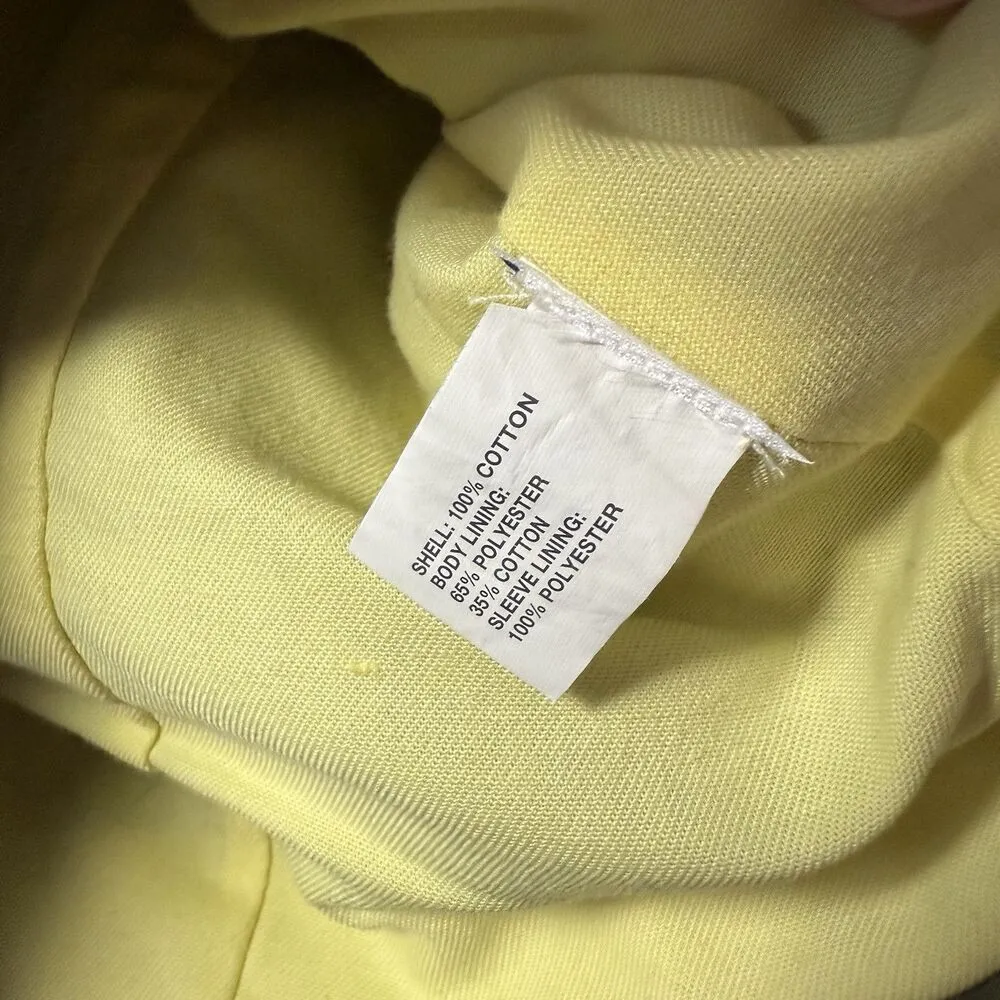 SHELL: 100% COTTON
BODY LINING:
65% POLYESTER
35% COTTON
SLEEVE LINING:
100% POLYESTER